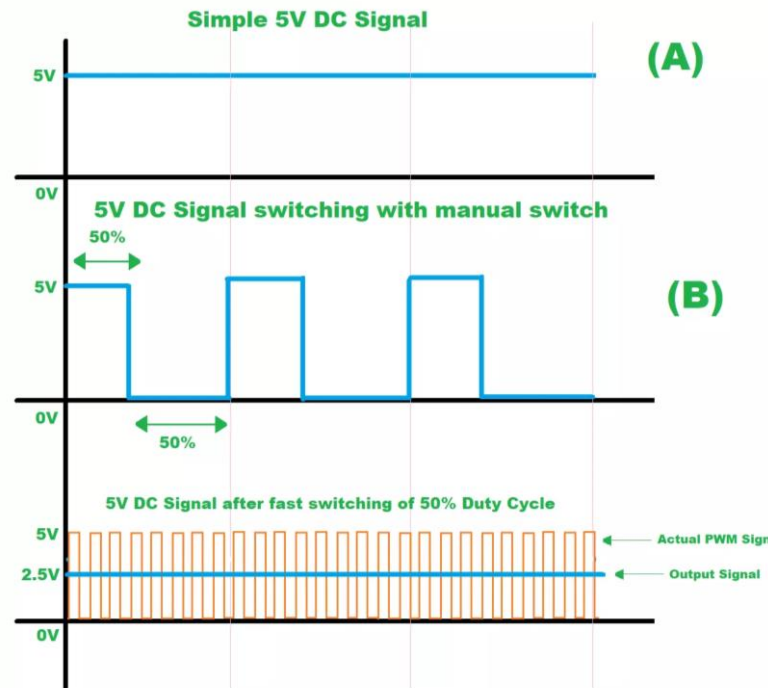 Simple 5V DC Signal
(A)
5V
0V
5V DC Signal switching with manual switch
50%
5V
(B)
0V
50%
5V DC Signal after fast switching of 50% Duty Cycle
5V
Actual PWM Sign
2.5V
Output Signal
0V